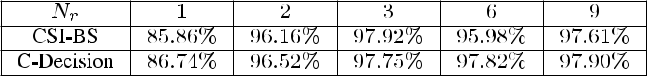 N_r 1 2 3 6 9
CSI-BS 85.86% 96.16% 97.92% 95.98% 97.61%
C-Decision 86.74% 96.52% 97.75% 97.82% 97.90%